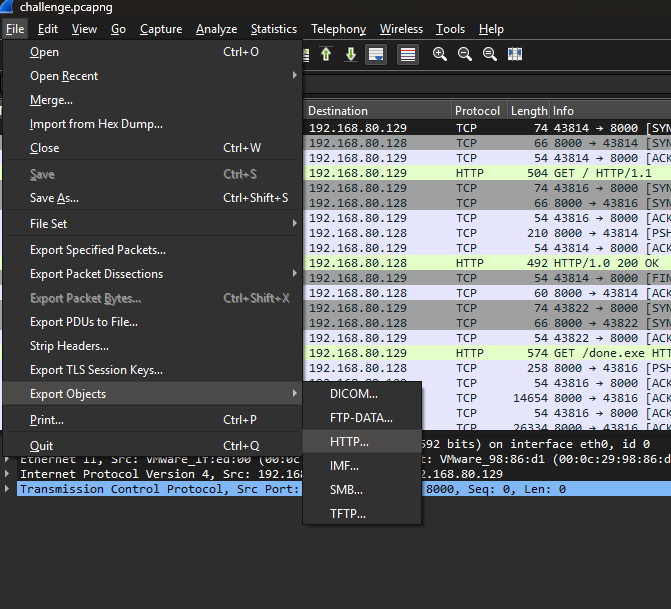 challenge.pcapng
File Edit View Go Capture Analyze Statistics Telephony Wireless Tools Help
Open Ctrl+O
Open Recent
Merge...
Import from Hex Dump...
Close Ctrl+W
Save Ctrl+S
Save As... Ctrl+Shift+S
File Set
Export Specified Packets...
Export Packet Dissections
Export Packet Bytes... Ctrl+Shift+X
Export PDUs to File...
Strip Headers...
Export TLS Session Keys...
Export Objects
Print... Ctrl+P
Quit Ctrl+Q
DICOM...
FTP-DATA...
HTTP...
IMF...
SMB...
TFTP...
Destination Protocol Length Info
192.168.80.129 TCP 74 43814 → 8000 [SYN
192.168.80.128 TCP 66 8000 → 43814 [SYN
192.168.80.129 TCP 54 43814 → 8000 [ACK
192.168.80.129 HTTP 504 GET / HTTP/1.1
192.168.80.129 TCP 74 43816 → 8000 [SYN
192.168.80.128 TCP 66 8000 → 43816 [SYN
192.168.80.129 TCP 54 43816 → 8000 [ACK
192.168.80.128 TCP 210 8000 → 43814 [PSH
192.168.80.129 TCP 54 43814 → 8000 [ACK
192.168.80.128 HTTP 492 HTTP/1.0 200 OK
192.168.80.129 TCP 54 43814 → 8000 [FIN
192.168.80.128 TCP 60 8000 → 43814 [ACK
192.168.80.129 TCP 74 43822 → 8000 [SYN
192.168.80.128 TCP 66 8000 → 43822 [SYN
192.168.80.129 TCP 54 43822 → 8000 [ACK
192.168.80.129 HTTP 574 GET /done.exe HTT
TCP 258 8000 → 43816 [PSH
TCP 54 43816 → 8000 [ACK
TCP 14654 8000 → 43816 [ACK
TCP 54 43816 → 8000 [ACK
TCP 26334 8000 → 43816 [ACK
592 bits) on interface eth0, id 0
Ethernet II, Src: VMware_1f:ed:00 (00:0c t: VMware_98:86:d1 (00:0c:29:98:86:d
Internet Protocol Version 4, Src: 192.168 2.168.80.129
Transmission Control Protocol, Src Port: 8000, Seq: 0, Len: 0